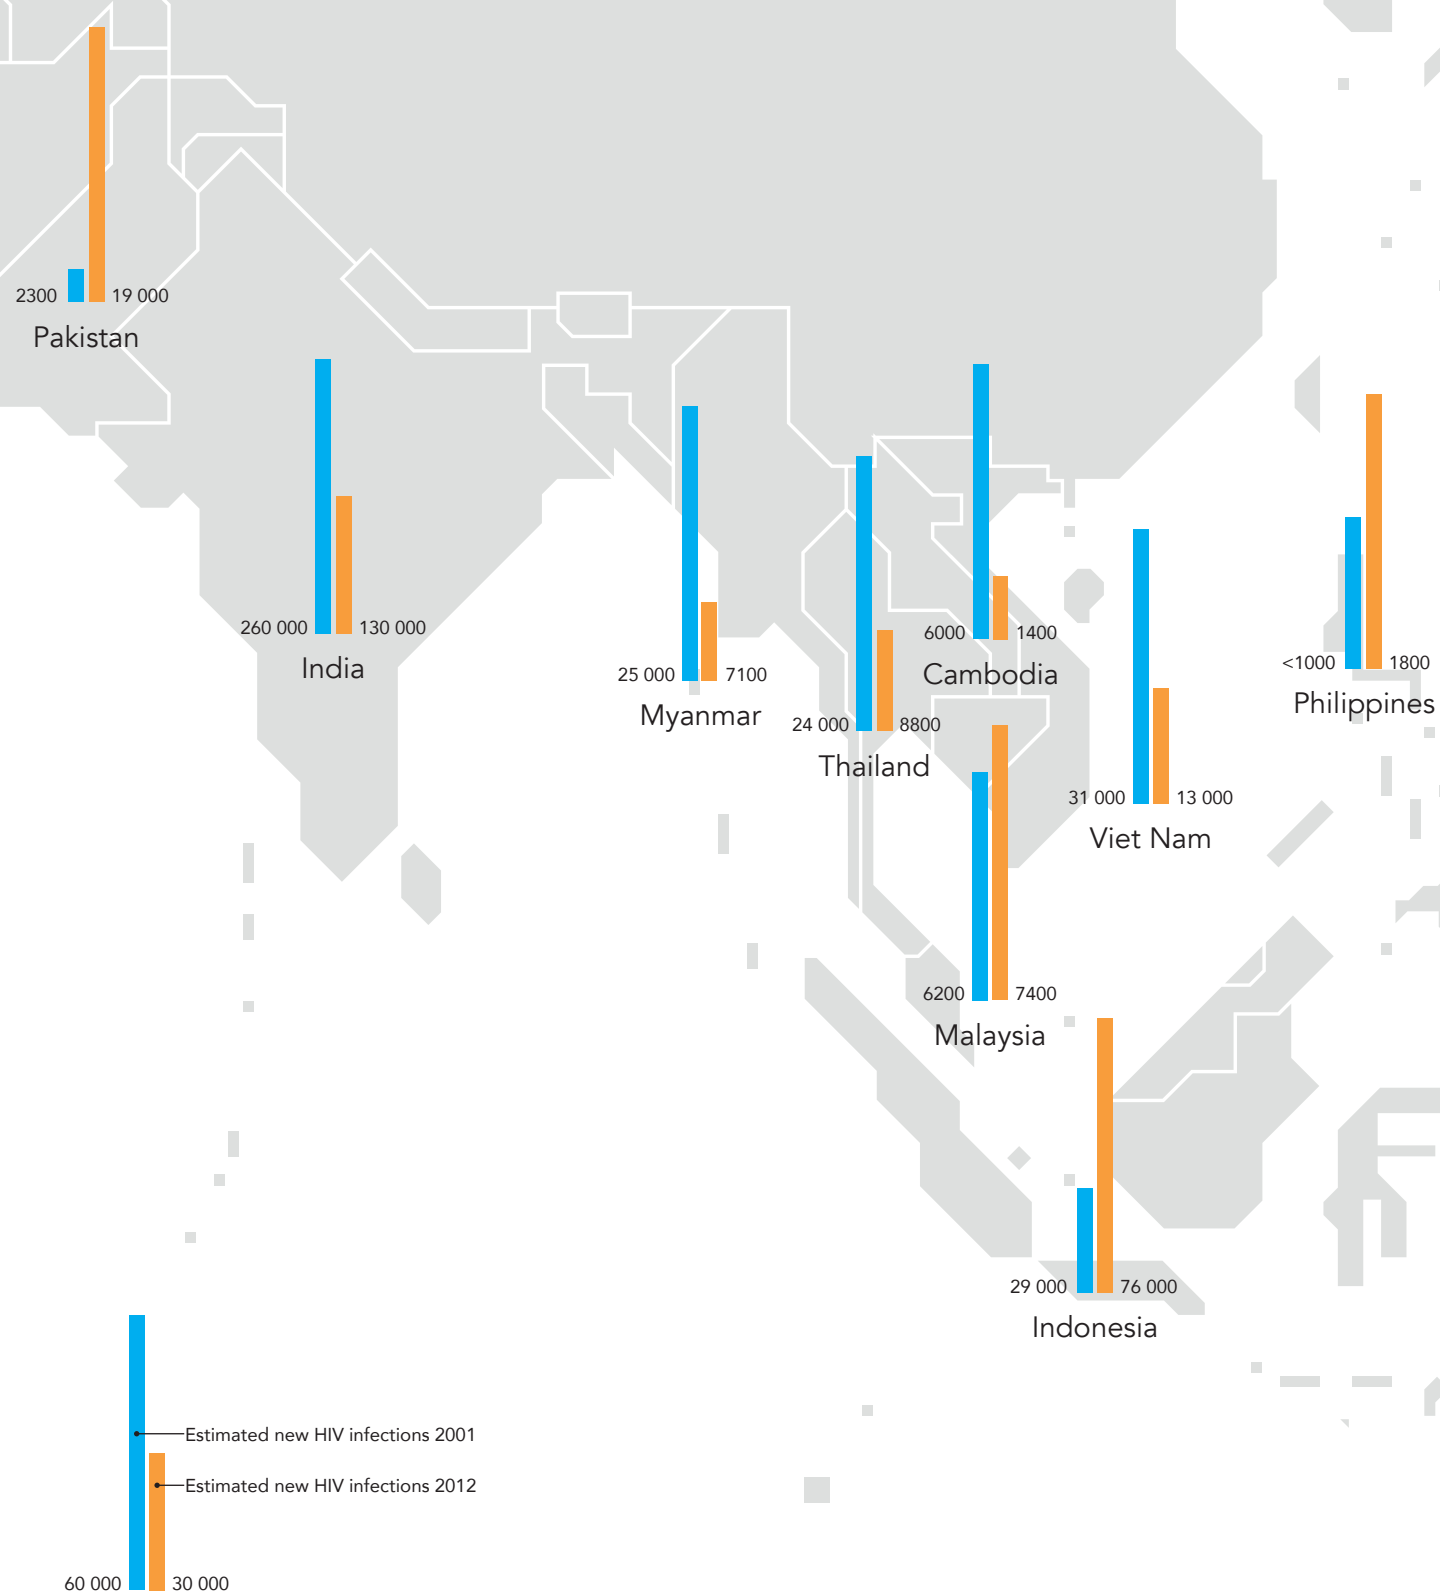 2300 19 000
Pakistan
260 000 130 000
India
25 000 7100
Myanmar
24 000 8800
Thailand
6000 1400
Cambodia
<1000 1800
Philippines
31 000 13 000
Viet Nam
6200 7400
Malaysia
29 000 76 000
Indonesia
Estimated new HIV infections 2001
Estimated new HIV infections 2012
60 000 30 000